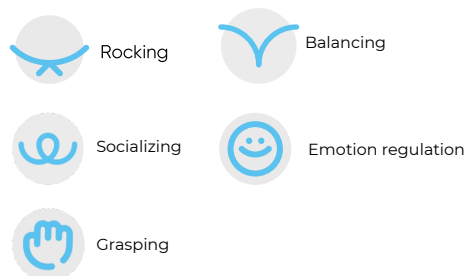 Rocking
Balancing
Socializing
Emotion regulation
Grasping